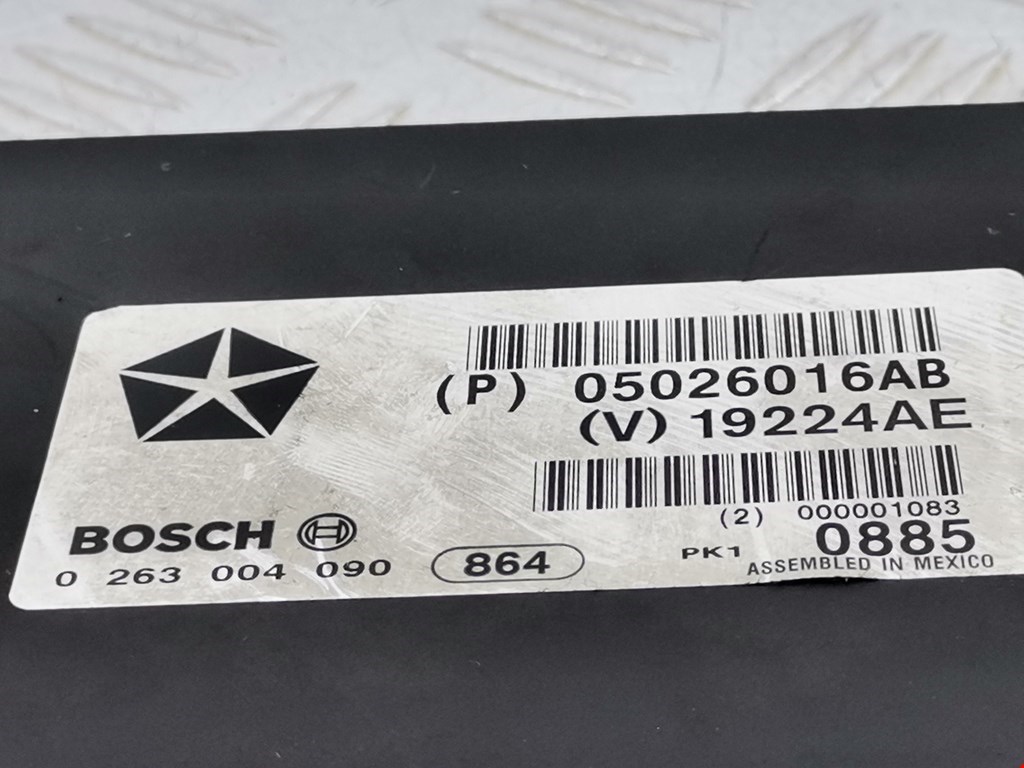 (P) 05026016AB
(V) 19224AE
(2) 000001083
BOSCH
0 263 004 090
864
PK1 0885
ASSEMBLED IN MEXICO